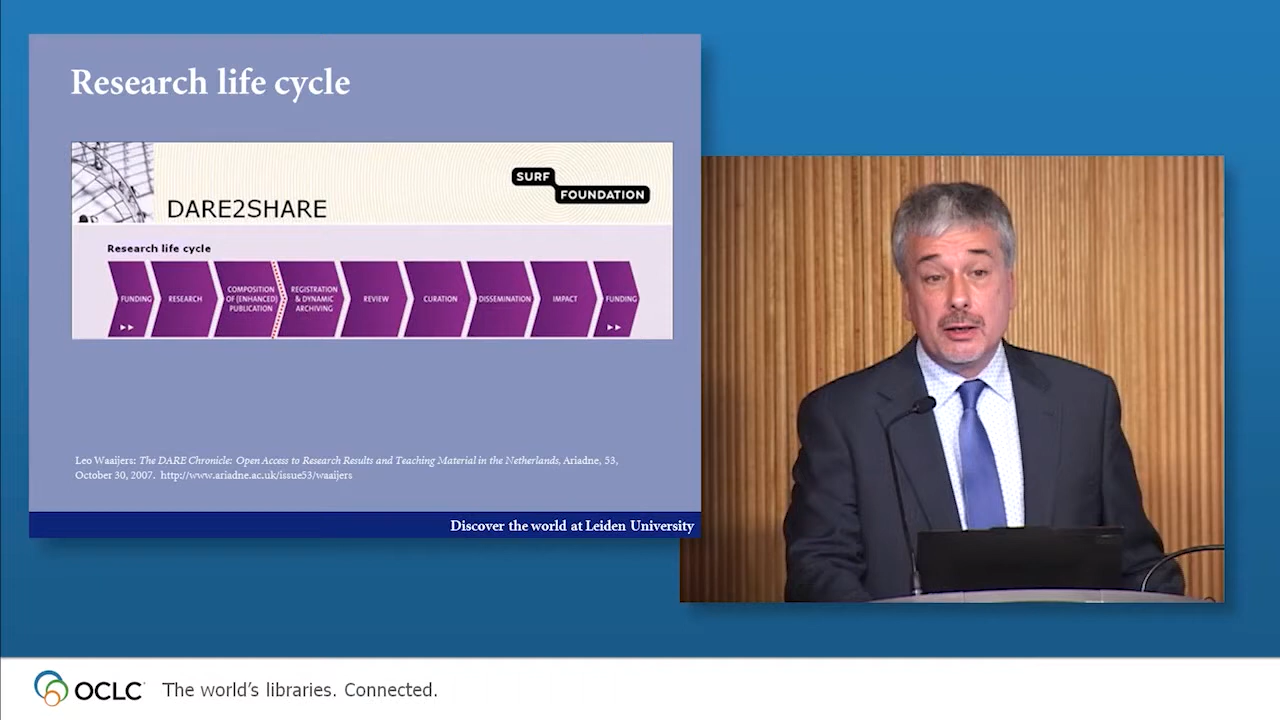 Research life cycle
DARE2SHARE
SURF
FOUNDATION
Research life cycle
FUNDING
RESEARCH
COMPOSITION
OF (ENHANCED)
PUBLICATION
REGISTRATION
& DYNAMIC
ARCHIVING
REVIEW
CURATION
DISSEMINATION
IMPACT
FUNDING
Leo Waaijers: The DARE Chronicle: Open Access to Research Results and Teaching Material in the Netherlands, Ariadne, 53,
October 30, 2007. http://www.ariadne.ac.uk/issue53/waaijers
Discover the world at Leiden University
OCLC The world's libraries. Connected.